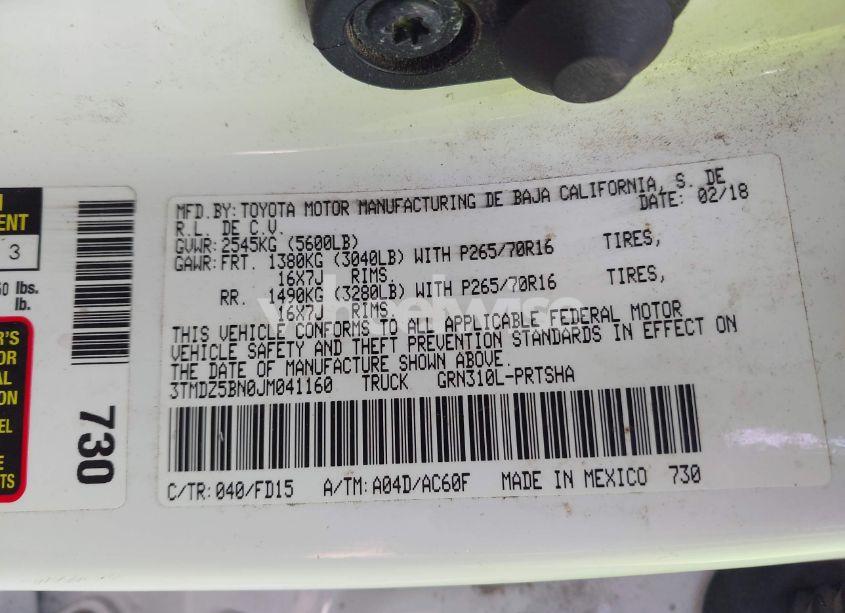 MFD.BY: TOYOTA MOTOR MANUFACTURING DE BAJA CALIFORNIA, S. DE
R.L. DE C.V. DATE: 02/18
GVWR: 2545KG (5600LB)
GAWR: FRT. 1380KG (3040LB) WITH P265/70R16 TIRES,
16X7J RIMS,
RR. 1490KG (3280LB) WITH P265/70R16 TIRES,
16X7J RIMS.
THIS VEHICLE CONFORMS TO ALL APPLICABLE FEDERAL MOTOR
VEHICLE SAFETY AND THEFT PREVENTION STANDARDS IN EFFECT ON
THE DATE OF MANUFACTURE SHOWN ABOVE.
3TMDZ5BN0JM041160 TRUCK GRN310L-PRTSHA
C/TR: 040/FD15 A/TM: A04D/AC60F MADE IN MEXICO 730
730
3
lbs.
lb.